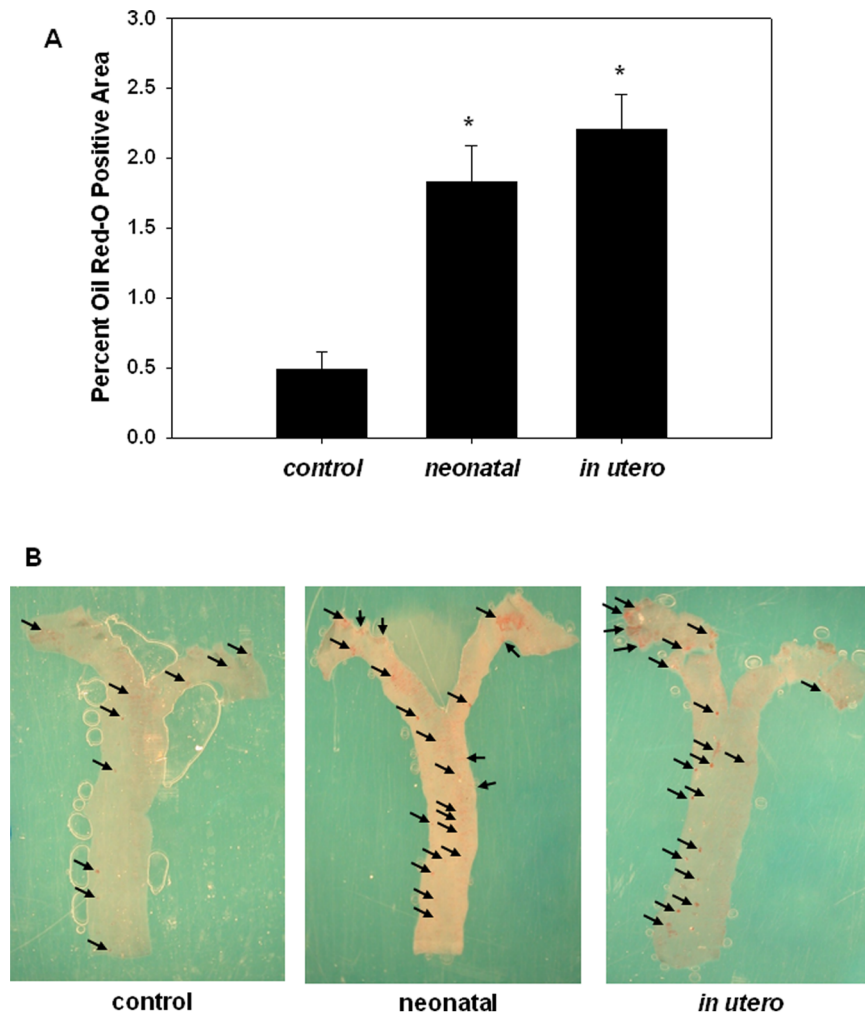 A
Percent Oil Red-O Positive Area
3.0
2.5
2.0
1.5
1.0
0.5
0.0
*
*
control neonatal in utero
B
control neonatal in utero